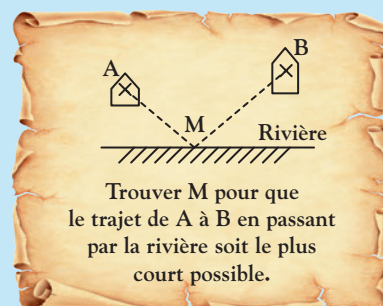 A
B
M
Rivière
Trouver M pour que
le trajet de A à B en passant
par la rivière soit le plus
court possible.